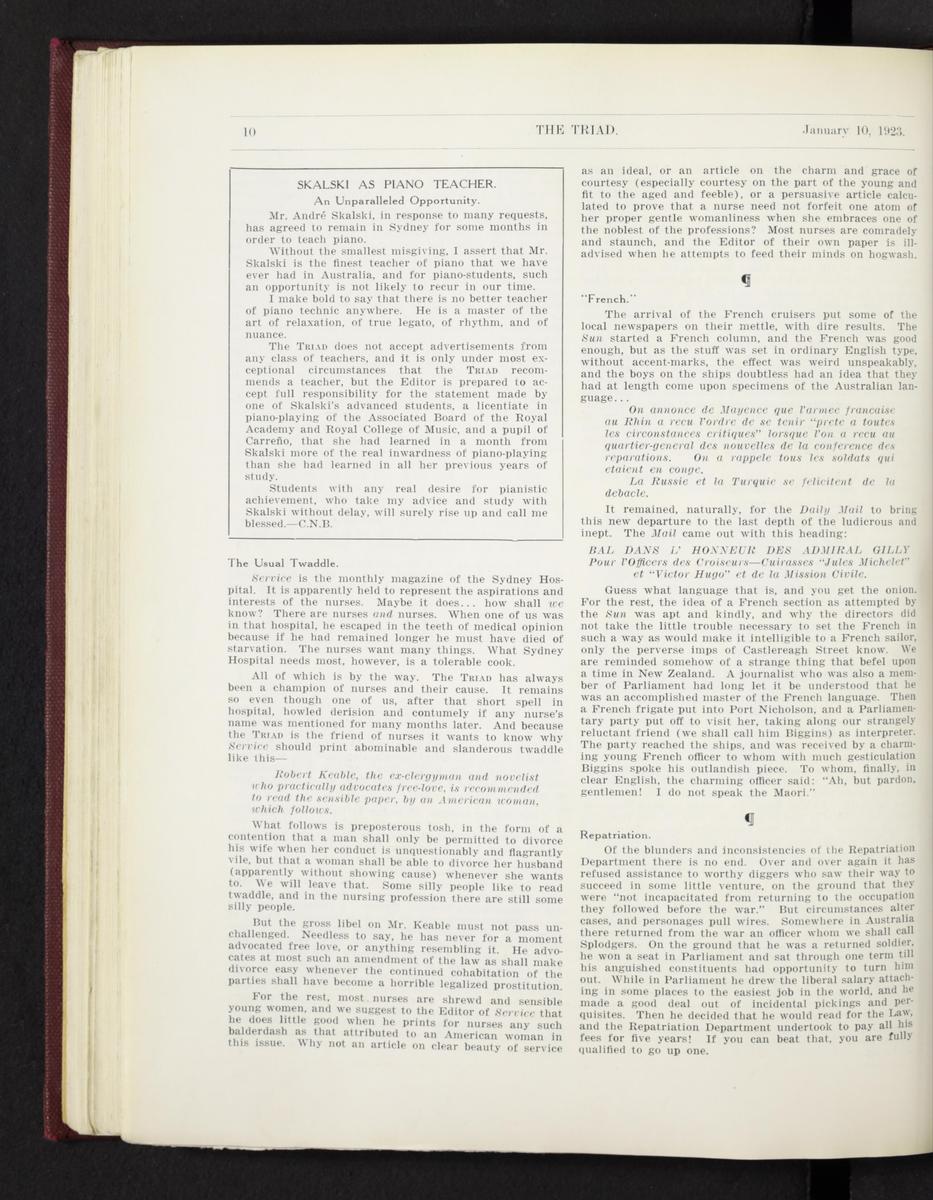 10
THE TRIAD.
January 10, 1923.
SKALSKI AS PIANO TEACHER.
An Unparalleled Opportunity.
Mr. André Skalski, in response to many requests,
has agreed to remain in Sydney for some months in
order to teach piano.
Without the smallest misgiving, I assert that Mr.
Skalski is the finest teacher of piano that we have
ever had in Australia, and for piano-students, such
an opportunity is not likely to recur in our time.
I make bold to say that there is no better teacher
of piano technic anywhere. He is a master of the
art of relaxation, of true legato, of rhythm, and of
nuance.
The TRIAD does not accept advertisements from
any class of teachers, and it is only under most ex-
ceptional circumstances that the TRIAD recom-
mends a teacher, but the Editor is prepared to ac-
cept full responsibility for the statement made by
one of Skalski's advanced students, a licentiate in
piano-playing of the Associated Board of the Royal
Academy and Royal College of Music, and a pupil of
Carreño, that she had learned in a month from
Skalski more of the real inwardness of piano-playing
than she had learned in all her previous years of
study.
Students with any real desire for pianistic
achievement, who take my advice and study with
Skalski without delay, will surely rise up and call me
blessed.—C.N.B.
The Usual Twaddle.
Service is the monthly magazine of the Sydney Hos-
pital. It is apparently held to represent the aspirations and
interests of the nurses. Maybe it does... how shall we
know? There are nurses and nurses. When one of us was
in that hospital, he escaped in the teeth of medical opinion
because if he had remained longer he must have died of
starvation. The nurses want many things. What Sydney
Hospital needs most, however, is a tolerable cook.
All of which is by the way. The TRIAD has always
been a champion of nurses and their cause. It remains
so even though one of us, after that short spell in
hospital, howled derision and contumely if any nurse's
name was mentioned for many months later. And because
the TRIAD is the friend of nurses it wants to know why
Service should print abominable and slanderous twaddle
like this—
Robert Keable, the ex-clergyman and novelist
who practically advocates free-love, is recommended
to read the sensible paper, by an American woman,
which follows.
What follows is preposterous tosh, in the form of a
contention that a man shall only be permitted to divorce
his wife when her conduct is unquestionably and flagrantly
vile, but that a woman shall be able to divorce her husband
(apparently without showing cause) whenever she wants
to. We will leave that. Some silly people like to read
twaddle, and in the nursing profession there are still some
silly people.
But the gross libel on Mr. Keable must not pass un-
challenged. Needless to say, he has never for a moment
advocated free love, or anything resembling it. He advo-
cates at most such an amendment of the law as shall make
divorce easy whenever the continued cohabitation of the
parties shall have become a horrible legalized prostitution.
For the rest, most nurses are shrewd and sensible
young women, and we suggest to the Editor of Service that
he does little good when he prints for nurses any such
balderdash as that attributed to an American woman in
this issue. Why not an article on clear beauty of service
as an ideal, or an article on the charm and grace of
courtesy (especially courtesy on the part of the young and
fit to the aged and feeble), or a persuasive article calcu-
lated to prove that a nurse need not forfeit one atom of
her proper gentle womanliness when she embraces one of
the noblest of the professions? Most nurses are comradely
and staunch, and the Editor of their own paper is ill-
advised when he attempts to feed their minds on hogwash.
¶
"French."
The arrival of the French cruisers put some of the
local newspapers on their mettle, with dire results. The
Sun started a French column, and the French was good
enough, but as the stuff was set in ordinary English type,
without accent-marks, the effect was weird unspeakably,
and the boys on the ships doubtless had an idea that they
had at length come upon specimens of the Australian lan-
guage...
On annonce de Mayence que l'armee francaise
au Rhin a recu l'ordre de se tenir "prete a toutes
les circonstances critiques" lorsque l'on a recu au
quartier-general des nouvelles de la conference des
reparations. On a rappele tous les soldats qui
etaient en conge.
La Russie et la Turquie se felicitent de la
debacle.
It remained, naturally, for the Daily Mail to bring
this new departure to the last depth of the ludicrous and
inept. The Mail came out with this heading:
BAL DANS L' HONNEUR DES ADMIRAL GILLY
Pour l'Officers des Croiseurs—Cuirasses "Jules Michelet"
et "Victor Hugo" et de la Mission Civile.
Guess what language that is, and you get the onion.
For the rest, the idea of a French section as attempted by
the Sun was apt and kindly, and why the directors did
not take the little trouble necessary to set the French in
such a way as would make it intelligible to a French sailor,
only the perverse imps of Castlereagh Street know. We
are reminded somehow of a strange thing that befel upon
a time in New Zealand. A journalist who was also a mem-
ber of Parliament had long let it be understood that he
was an accomplished master of the French language. Then
a French frigate put into Port Nicholson, and a Parliamen-
tary party put off to visit her, taking along our strangely
reluctant friend (we shall call him Biggins) as interpreter.
The party reached the ships, and was received by a charm-
ing young French officer to whom with much gesticulation
Biggins spoke his outlandish piece. To whom, finally, in
clear English, the charming officer said: "Ah, but pardon,
gentlemen! I do not speak the Maori."
¶
Repatriation.
Of the blunders and inconsistencies of the Repatriation
Department there is no end. Over and over again it has
refused assistance to worthy diggers who saw their way to
succeed in some little venture, on the ground that they
were "not incapacitated from returning to the occupation
they followed before the war." But circumstances alter
cases, and personages pull wires. Somewhere in Australia
there returned from the war an officer whom we shall call
Splodgers. On the ground that he was a returned soldier,
he won a seat in Parliament and sat through one term till
his anguished constituents had opportunity to turn him
out. While in Parliament he drew the liberal salary attach-
ing in some places to the easiest job in the world, and he
made a good deal out of incidental pickings and per-
quisites. Then he decided that he would read for the Law,
and the Repatriation Department undertook to pay all his
fees for five years! If you can beat that, you are fully
qualified to go up one.